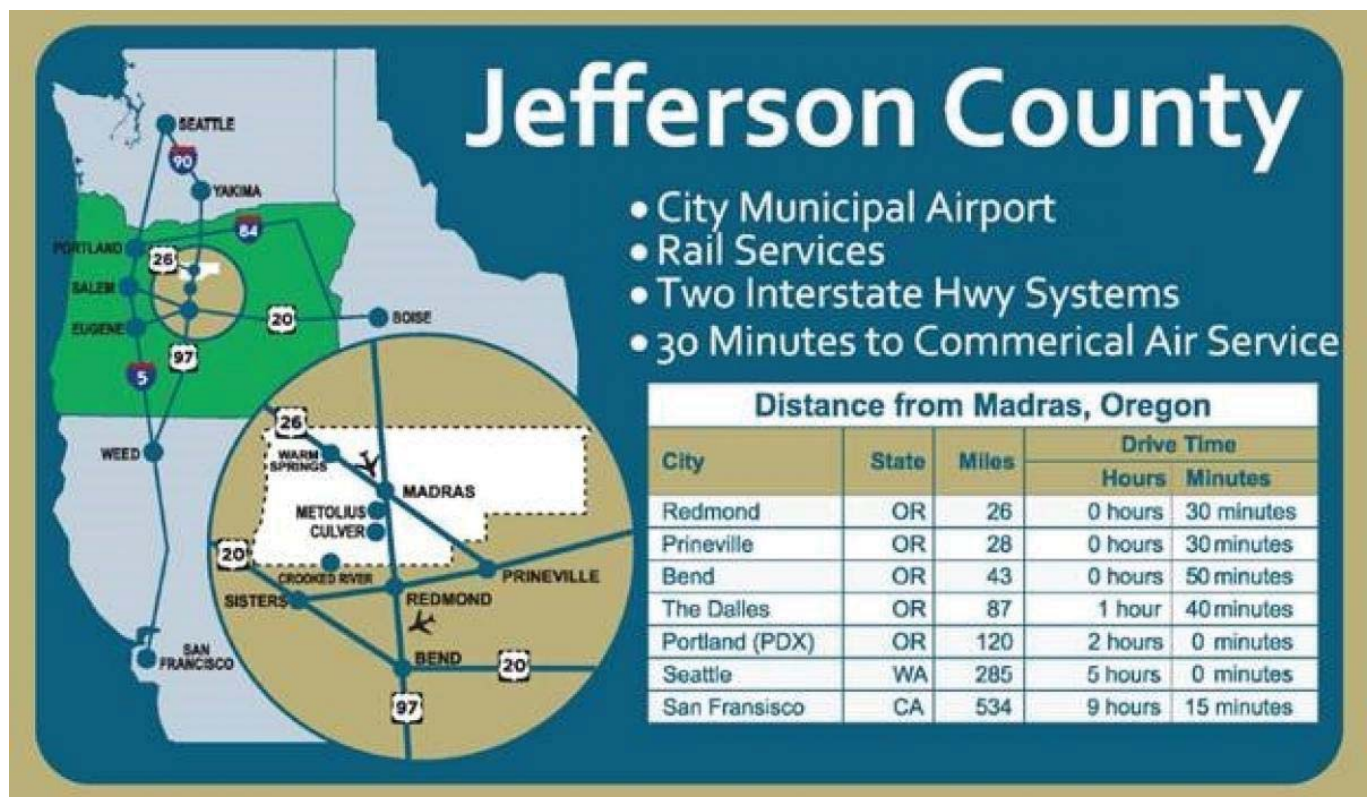 Jefferson County
• City Municipal Airport
• Rail Services
• Two Interstate Hwy Systems
• 30 Minutes to Commerical Air Service
SEATTLE
90
YAKIMA
84
PORTLAND
26
SALEM
EUGENE
20
BOISE
97
5
WEED
SAN
FRANCISCO
26
WARM
SPRINGS
MADRAS
METOLIUS
CULVER
20
CROOKED RIVER
PRINEVILLE
SISTERS
REDMOND
BEND
20
97
Distance from Madras, Oregon
City State Miles Drive Time
Hours Minutes
Redmond OR 26 0 hours 30 minutes
Prineville OR 28 0 hours 30 minutes
Bend OR 43 0 hours 50 minutes
The Dalles OR 87 1 hour 40 minutes
Portland (PDX) OR 120 2 hours 0 minutes
Seattle WA 285 5 hours 0 minutes
San Fransisco CA 534 9 hours 15 minutes